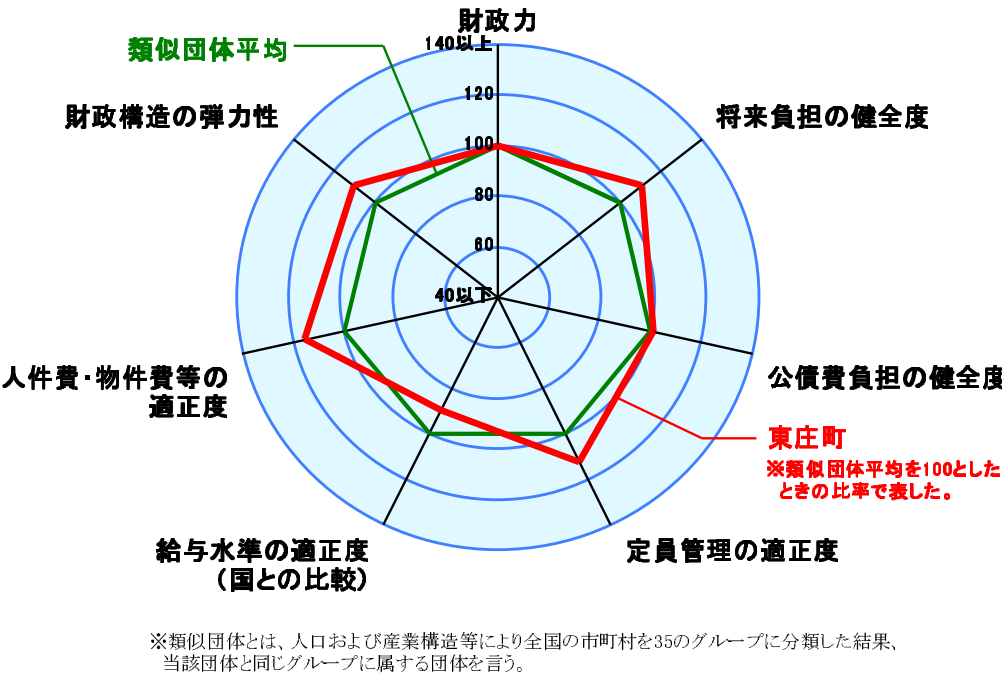 財政力
140以上
類似団体平均
120
財政構造の弾力性
将来負担の健全度
100
80
60
40以下
人件費・物件費等の
適正度
公債費負担の健全度
東庄町
※類似団体平均を100とした
ときの比率で表した。
給与水準の適正度
（国との比較）
定員管理の適正度
※類似団体とは、人口および産業構造等により全国の市町村を35のグループに分類した結果、
当該団体と同じグループに属する団体を言う。